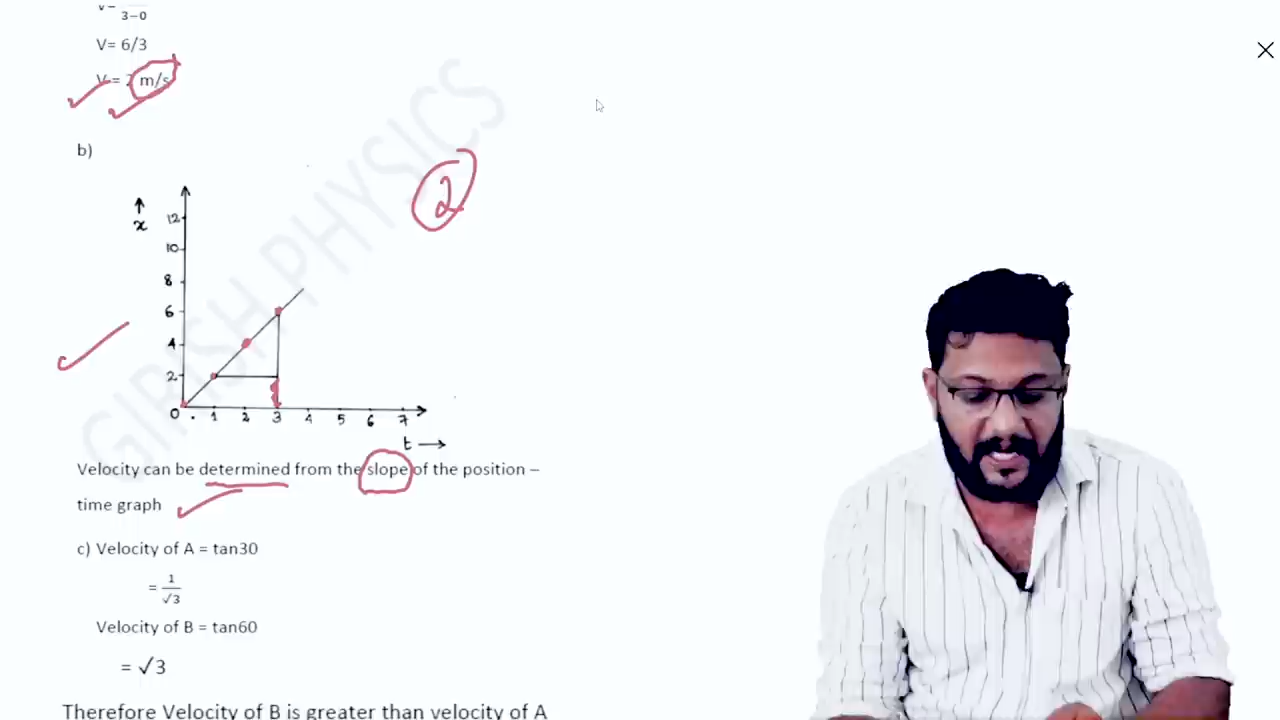 3−0
V= 6/3
V = 2 m/s
b)
2
↑
x
12
10
8
6
4
2
0 1 2 3 4 5 6 7
t →
Velocity can be determined from the slope of the position –
time graph
c) Velocity of A = tan30
= 1/√3
Velocity of B = tan60
= √3
Therefore Velocity of B is greater than velocity of A
GIRISH PHYSICS